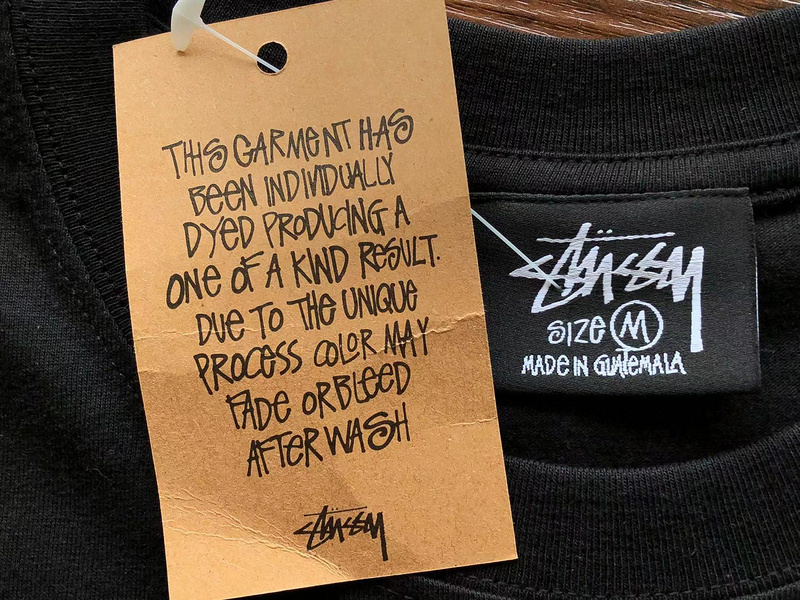 THIS GARMENT HAS
BEEN INDIVIDUALLY
DYED PRODUCING A
ONE OF A KIND RESULT.
DUE TO THE UNIQUE
PROCESS COLOR MAY
FADE OR BLEED
AFTER WASH
STÜSSY
STÜSSY
SIZE M
MADE IN GUATEMALA